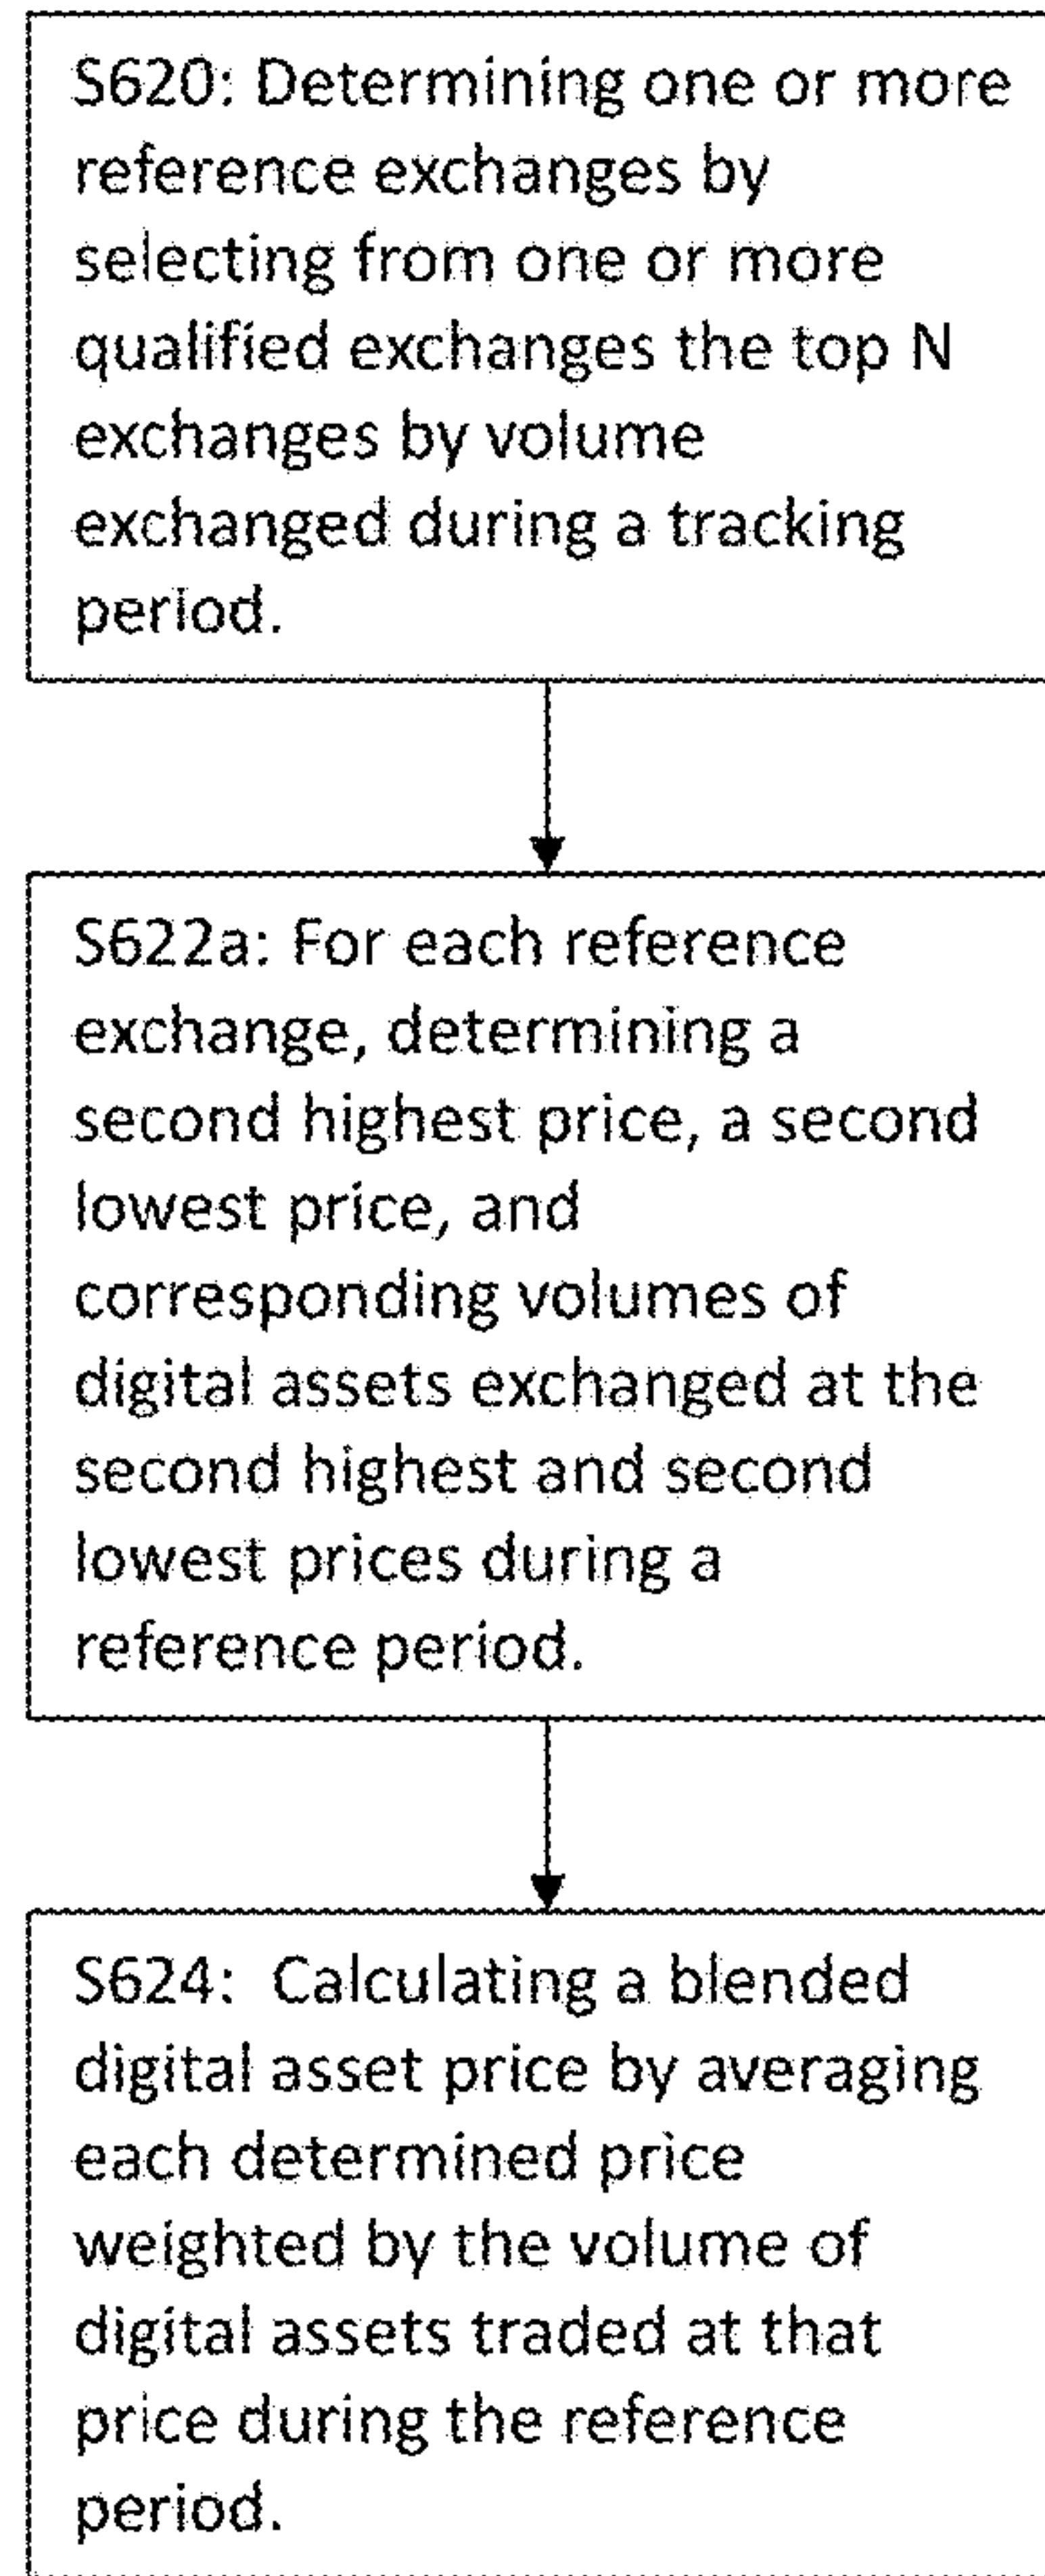 S620: Determining one or more
reference exchanges by
selecting from one or more
qualified exchanges the top N
exchanges by volume
exchanged during a tracking
period.
S622a: For each reference
exchange, determining a
second highest price, a second
lowest price, and
corresponding volumes of
digital assets exchanged at the
second highest and second
lowest prices during a
reference period.
S624: Calculating a blended
digital asset price by averaging
each determined price
weighted by the volume of
digital assets traded at that
price during the reference
period.